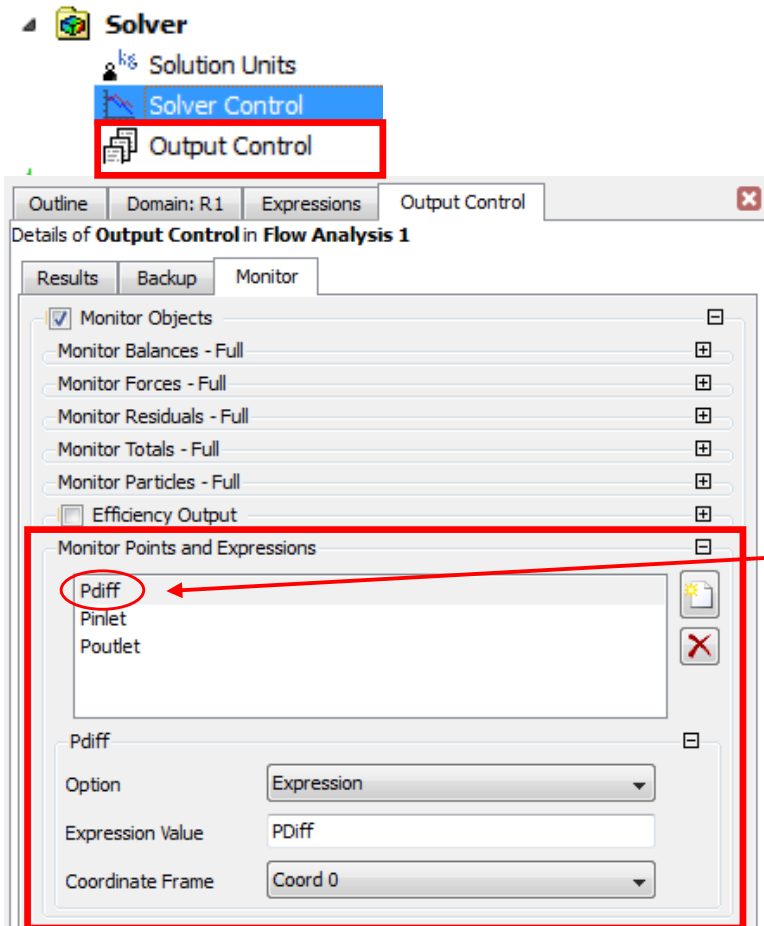 Solver
kg Solution Units
Solver Control
Output Control
Outline Domain: R1 Expressions Output Control
Details of Output Control in Flow Analysis 1
Results Backup Monitor
Monitor Objects
Monitor Balances - Full
Monitor Forces - Full
Monitor Residuals - Full
Monitor Totals - Full
Monitor Particles - Full
Efficiency Output
Monitor Points and Expressions
Pdiff
Pinlet
Poutlet
Pdiff
Option Expression
Expression Value PDiff
Coordinate Frame Coord 0